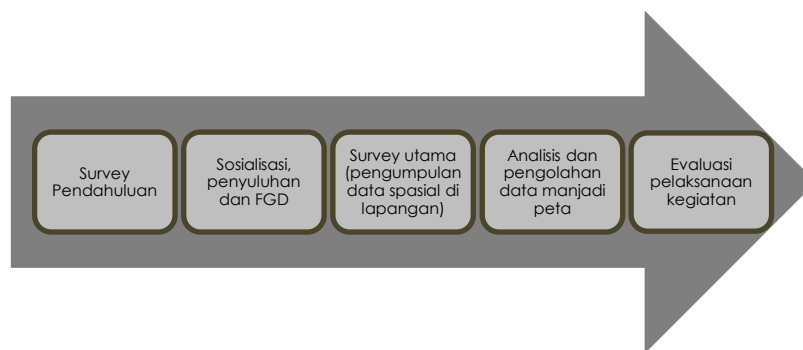 Survey
Pendahuluan
Sosialisasi,
penyuluhan
dan FGD
Survey utama
(pengumpulan
data spasial di
lapangan)
Analisis dan
pengolahan
data manjadi
peta
Evaluasi
pelaksanaan
kegiatan